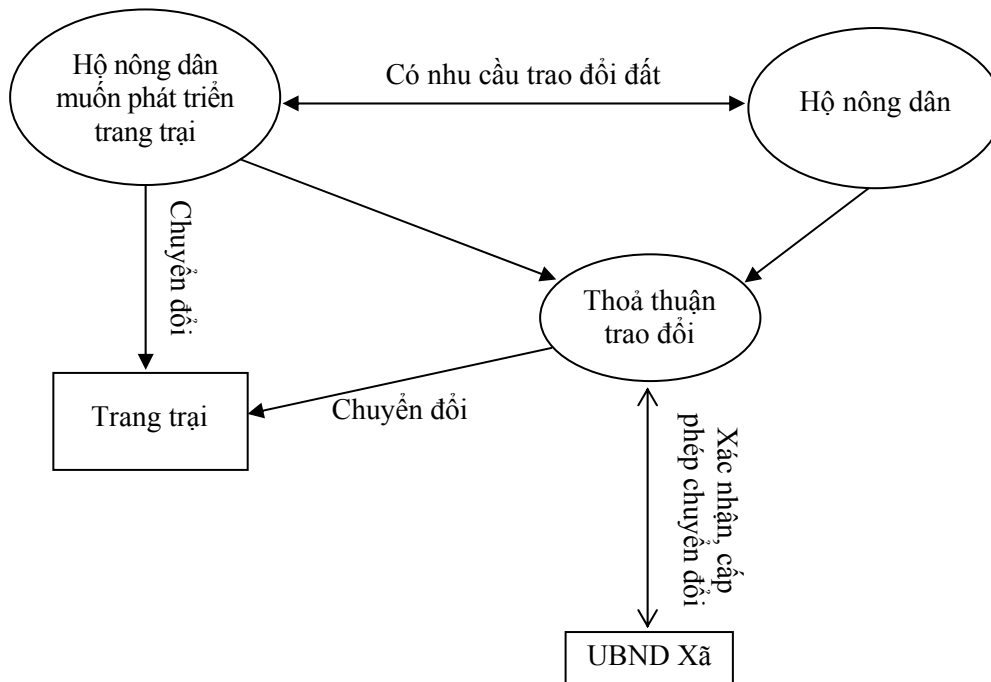 Hộ nông dân
muốn phát triển
trang trại
Có nhu cầu trao đổi đất
Hộ nông dân
Chuyển đổi
Thoả thuận
trao đổi
Trang trại
Chuyển đổi
Xác nhận, cấp
phép chuyển đổi
UBND Xã